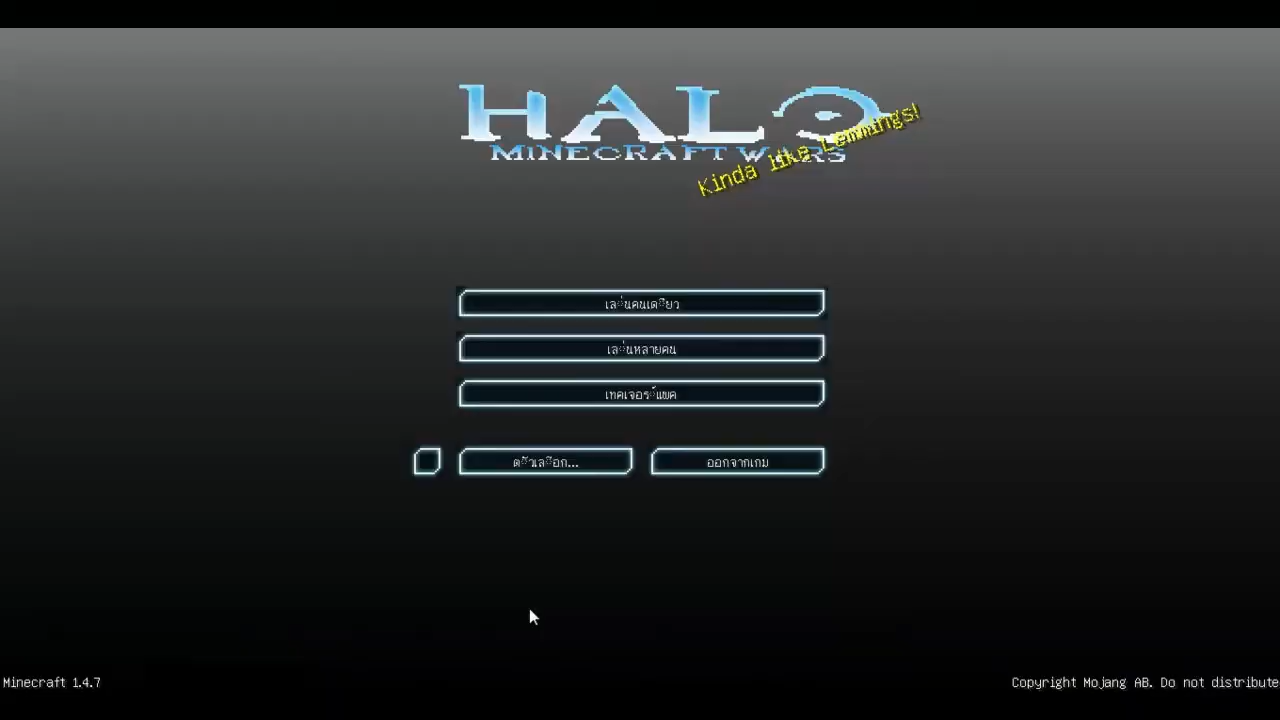 HALO
MINECRAFT WARS
Kinda like Lemmings!
เล่นคนเดียว
เล่นหลายคน
เทคเจอร์แพค
ตัวเลือก...
ออกจากเกม
Minecraft 1.4.7
Copyright Mojang AB. Do not distribute